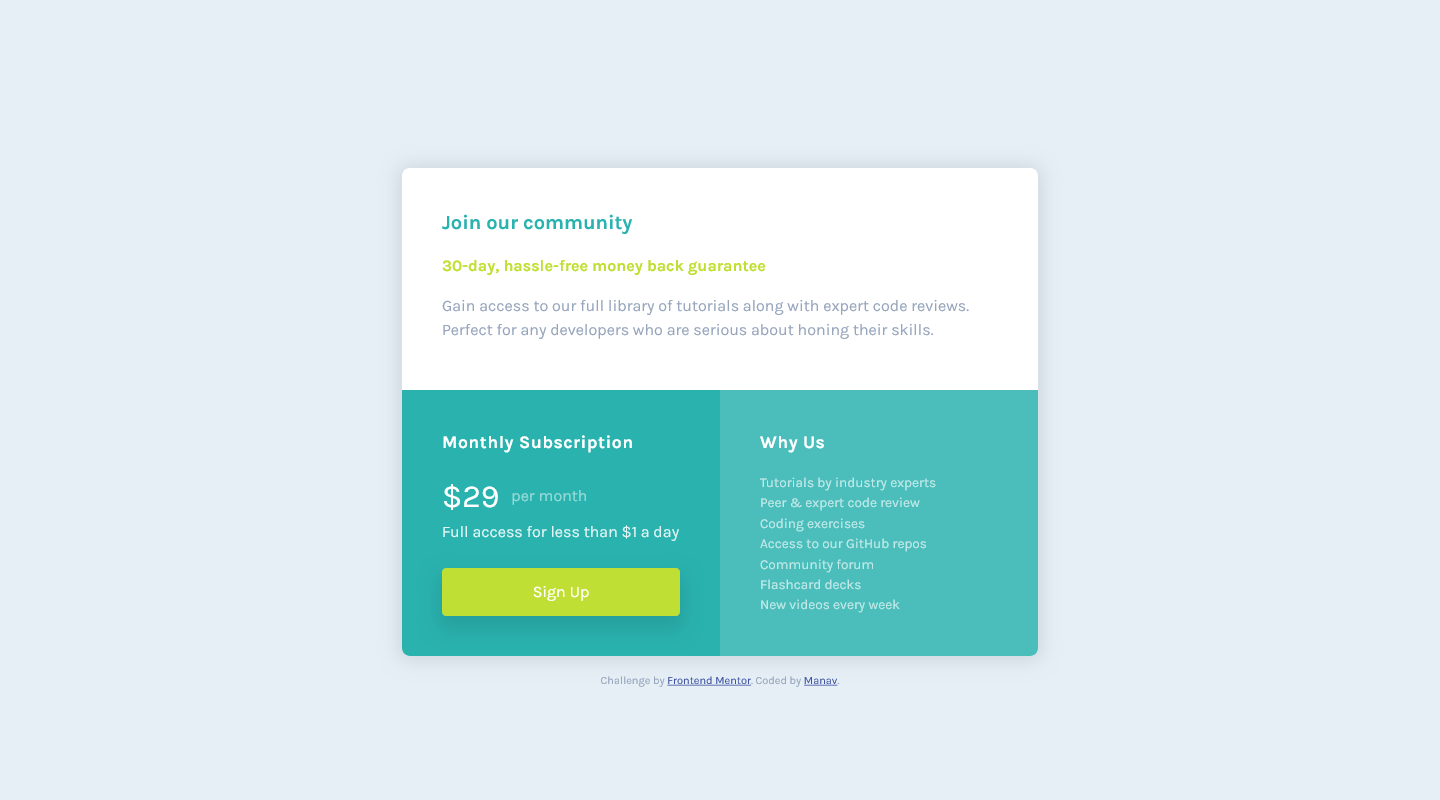 Join our community
30-day, hassle-free money back guarantee
Gain access to our full library of tutorials along with expert code reviews.
Perfect for any developers who are serious about honing their skills.
Monthly Subscription
$29 per month
Full access for less than $1 a day
Sign Up
Why Us
Tutorials by industry experts
Peer & expert code review
Coding exercises
Access to our GitHub repos
Community forum
Flashcard decks
New videos every week
Challenge by Frontend Mentor. Coded by Manav.